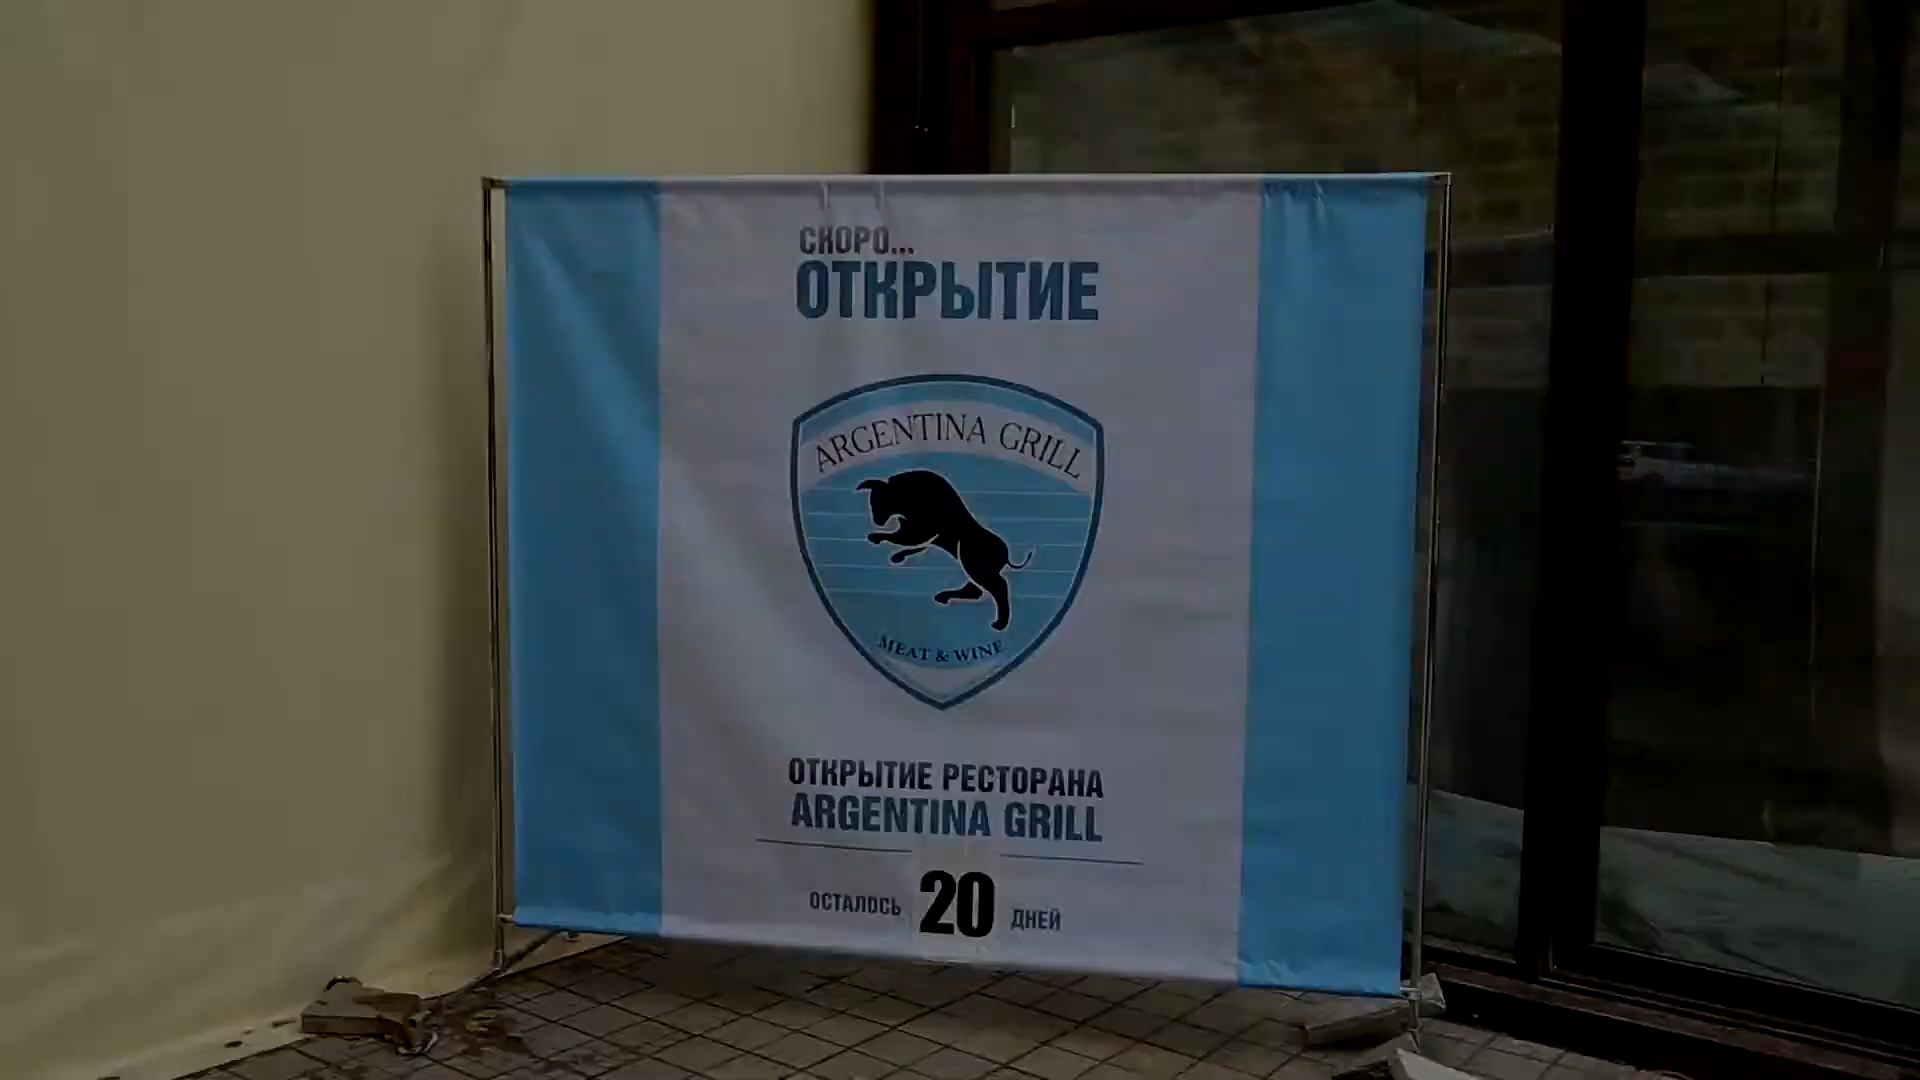 СКОРО...
ОТКРЫТИЕ
ARGENTINA GRILL
MEAT & WINE
ОТКРЫТИЕ РЕСТОРАНА
ARGENTINA GRILL
ОСТАЛОСЬ 20 ДНЕЙ